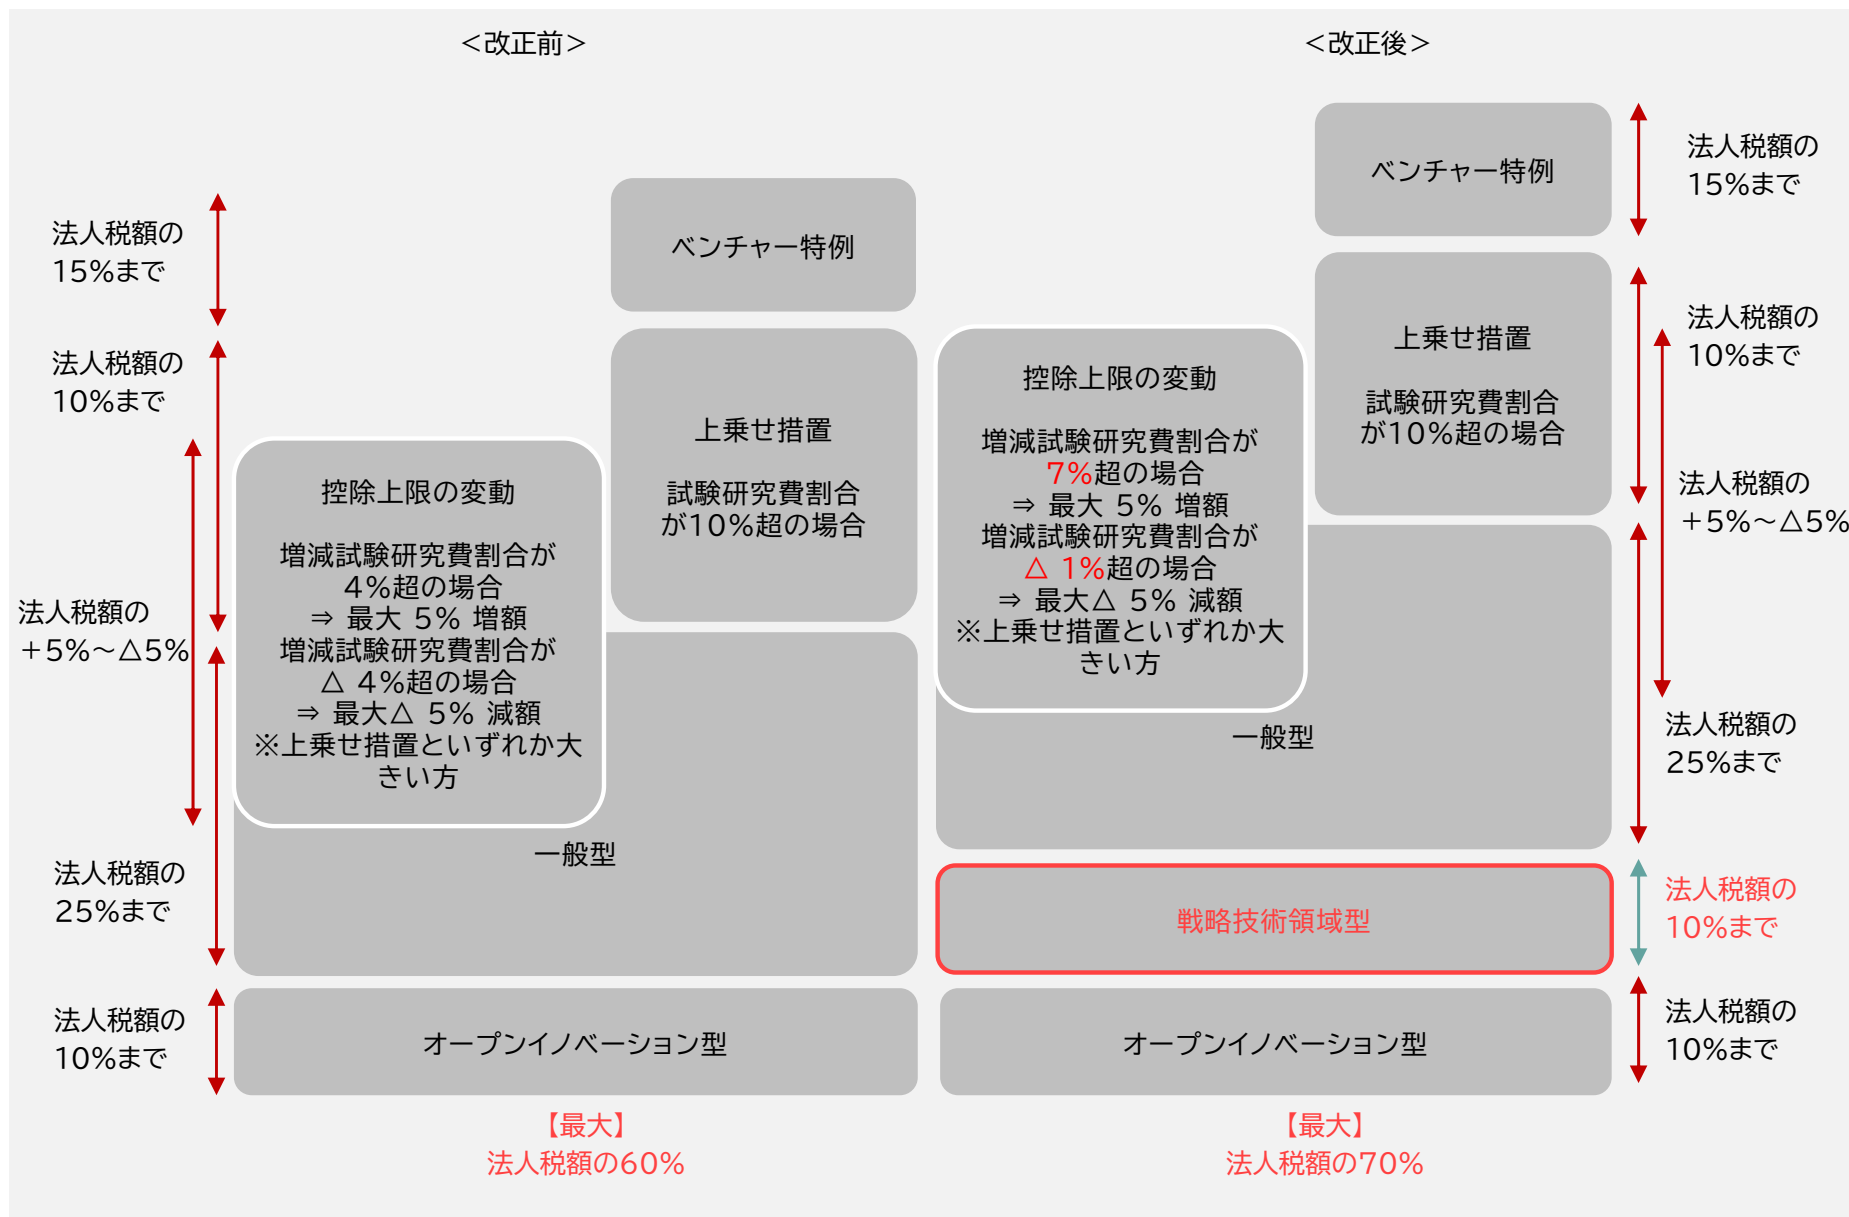 ＜改正前＞
法人税額の
15%まで
法人税額の
10%まで
法人税額の
＋5%～△5%
法人税額の
25%まで
法人税額の
10%まで
ベンチャー特例
上乗せ措置
試験研究費割合
が10%超の場合
控除上限の変動
増減試験研究費割合が
4%超の場合
⇒ 最大 5% 増額
増減試験研究費割合が
△ 4%超の場合
⇒ 最大△ 5% 減額
※上乗せ措置といずれか大
きい方
一般型
オープンイノベーション型
【最大】
法人税額の60%
＜改正後＞
ベンチャー特例
上乗せ措置
試験研究費割合
が10%超の場合
控除上限の変動
増減試験研究費割合が
7%超の場合
⇒ 最大 5% 増額
増減試験研究費割合が
△ 1%超の場合
⇒ 最大△ 5% 減額
※上乗せ措置といずれか大
きい方
一般型
戦略技術領域型
オープンイノベーション型
法人税額の
15%まで
法人税額の
10%まで
法人税額の
＋5%～△5%
法人税額の
25%まで
法人税額の
10%まで
法人税額の
10%まで
【最大】
法人税額の70%